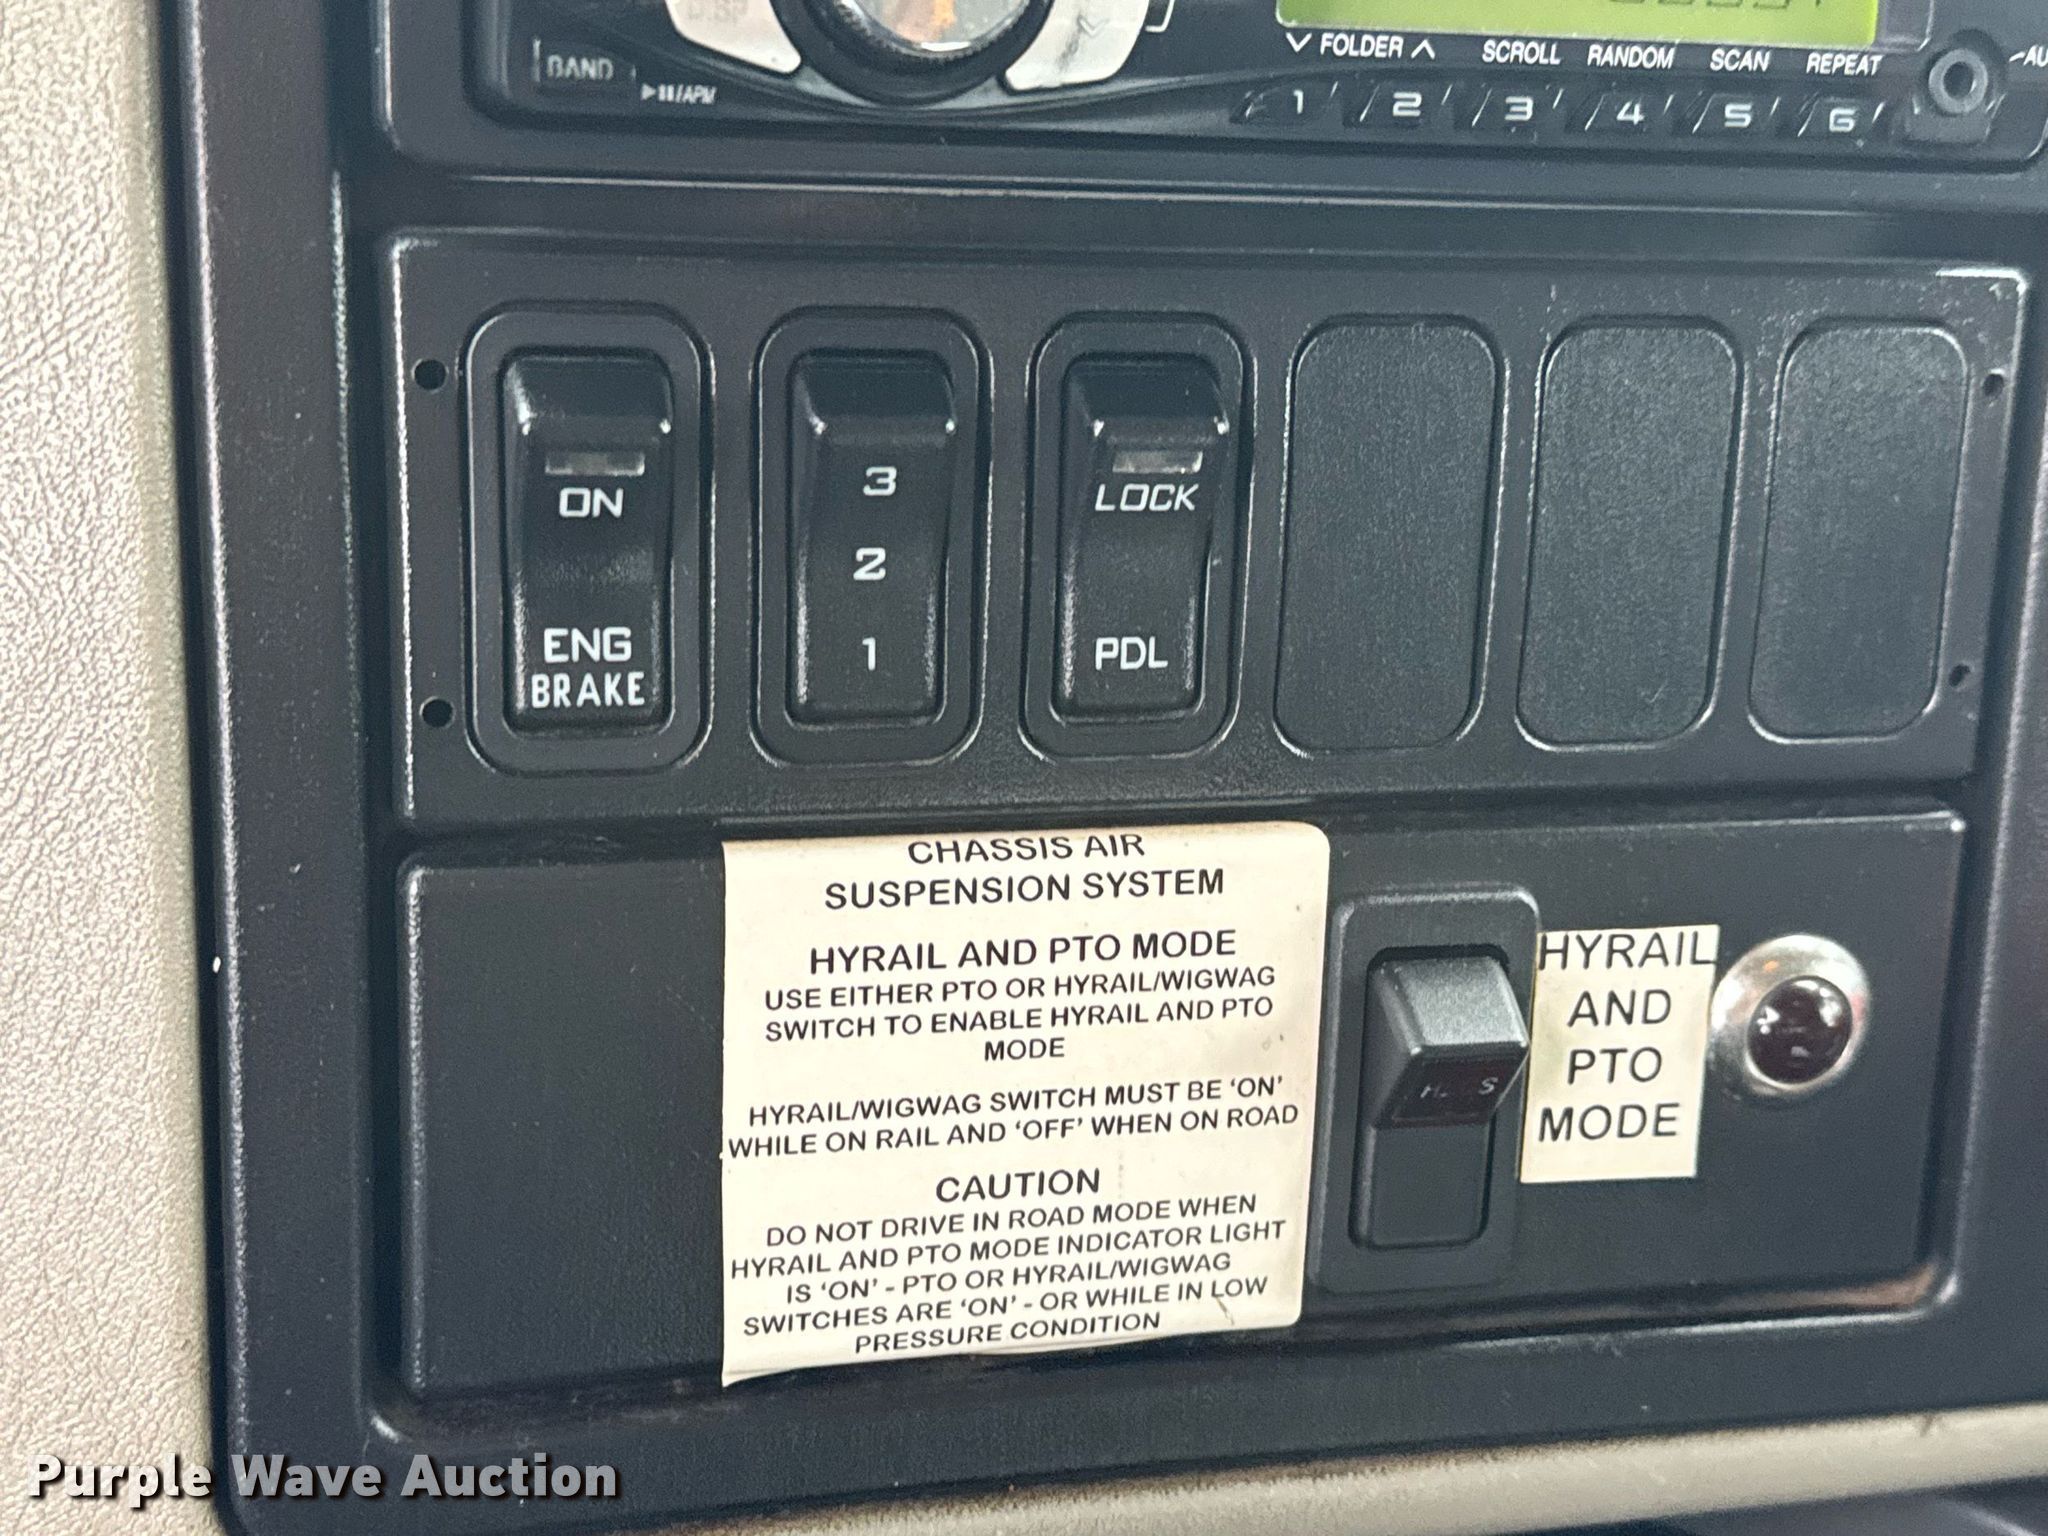 DISP
BAND
▶II/APM
∨ FOLDER ∧ SCROLL RANDOM SCAN REPEAT
1 2 3 4 5 6
ON
ENG
BRAKE
3
2
1
LOCK
PDL
CHASSIS AIR
SUSPENSION SYSTEM
HYRAIL AND PTO MODE
USE EITHER PTO OR HYRAIL/WIGWAG
SWITCH TO ENABLE HYRAIL AND PTO
MODE
HYRAIL/WIGWAG SWITCH MUST BE 'ON'
WHILE ON RAIL AND 'OFF' WHEN ON ROAD
CAUTION
DO NOT DRIVE IN ROAD MODE WHEN
HYRAIL AND PTO MODE INDICATOR LIGHT
IS 'ON' - PTO OR HYRAIL/WIGWAG
SWITCHES ARE 'ON' - OR WHILE IN LOW
PRESSURE CONDITION
HYRAIL
AND
PTO
MODE
Purple Wave Auction